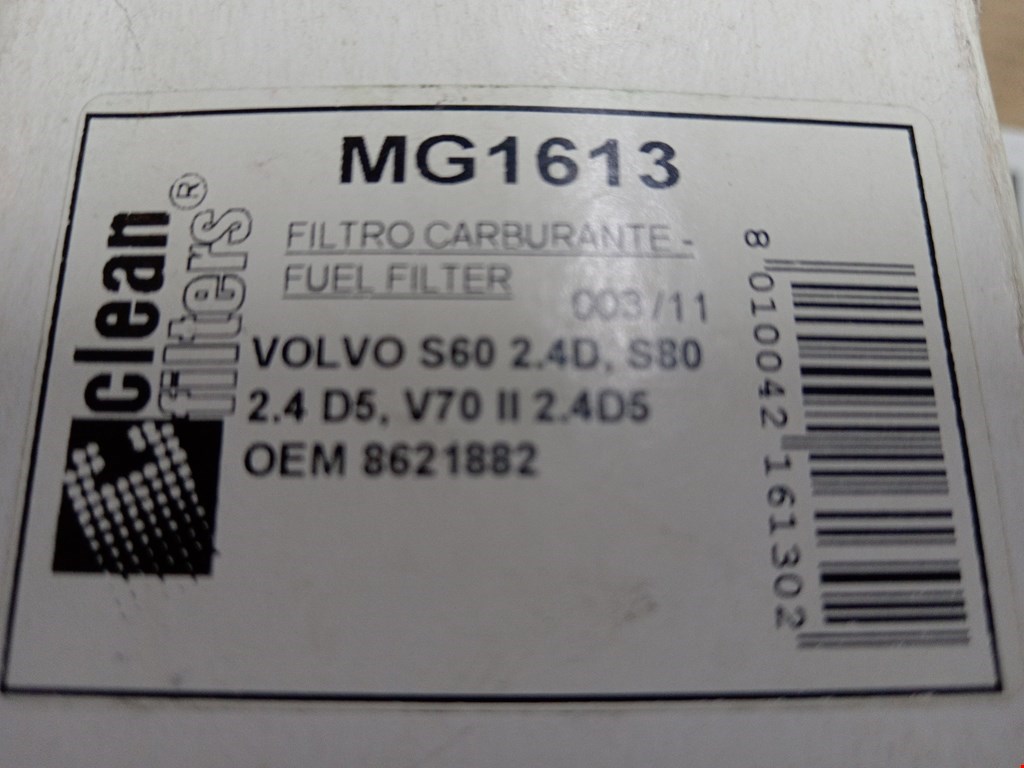 MG1613
clean
filters®
FILTRO CARBURANTE -
FUEL FILTER
003/11
VOLVO S60 2.4D, S80
2.4 D5, V70 II 2.4D5
OEM 8621882
8 010042 161302